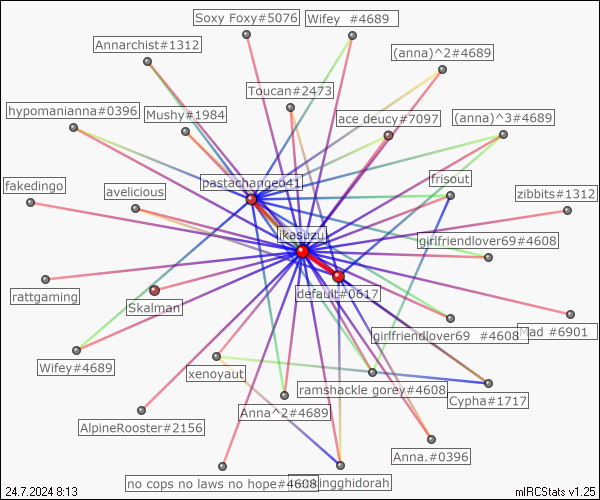 Soxy Foxy#5076
Wifey #4689
Annarchist#1312
(anna)^2#4689
Toucan#2473
hypomanianna#0396
Mushy#1984
ace deucy#7097
(anna)^3#4689
pastachangeo41
frisout
fakedingo
avelicious
zibbits#1312
ikasuzu
girlfriendlover69#4608
rattgaming
Skalman
default#0617
Mad #6901
girlfriendlover69 #4608
Wifey#4689
xenoyaut
ramshackle gorey#4608
Cypha#1717
Anna^2#4689
AlpineRooster#2156
Anna.#0396
no cops no laws no hope#4608
24.7.2024 8:13
mIRCStats v1.25